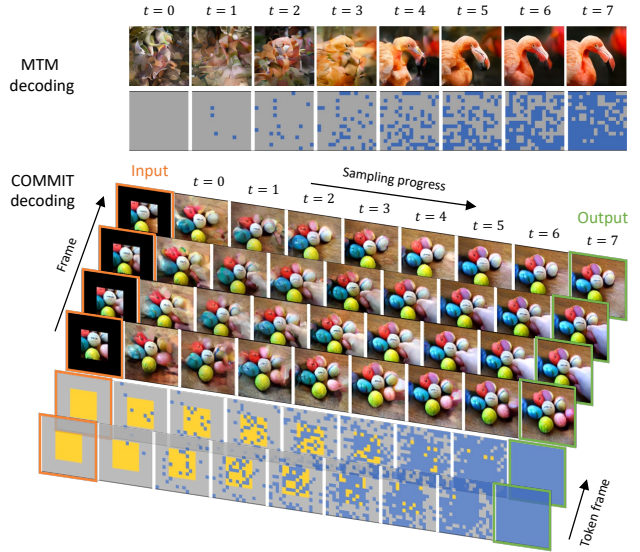 t = 0 t = 1 t = 2 t = 3 t = 4 t = 5 t = 6 t = 7
MTM
decoding
COMMIT
decoding
Input
t = 0
t = 1
t = 2
t = 3
t = 4
t = 5
t = 6
t = 7
Sampling progress
Output
Frame
Token frame